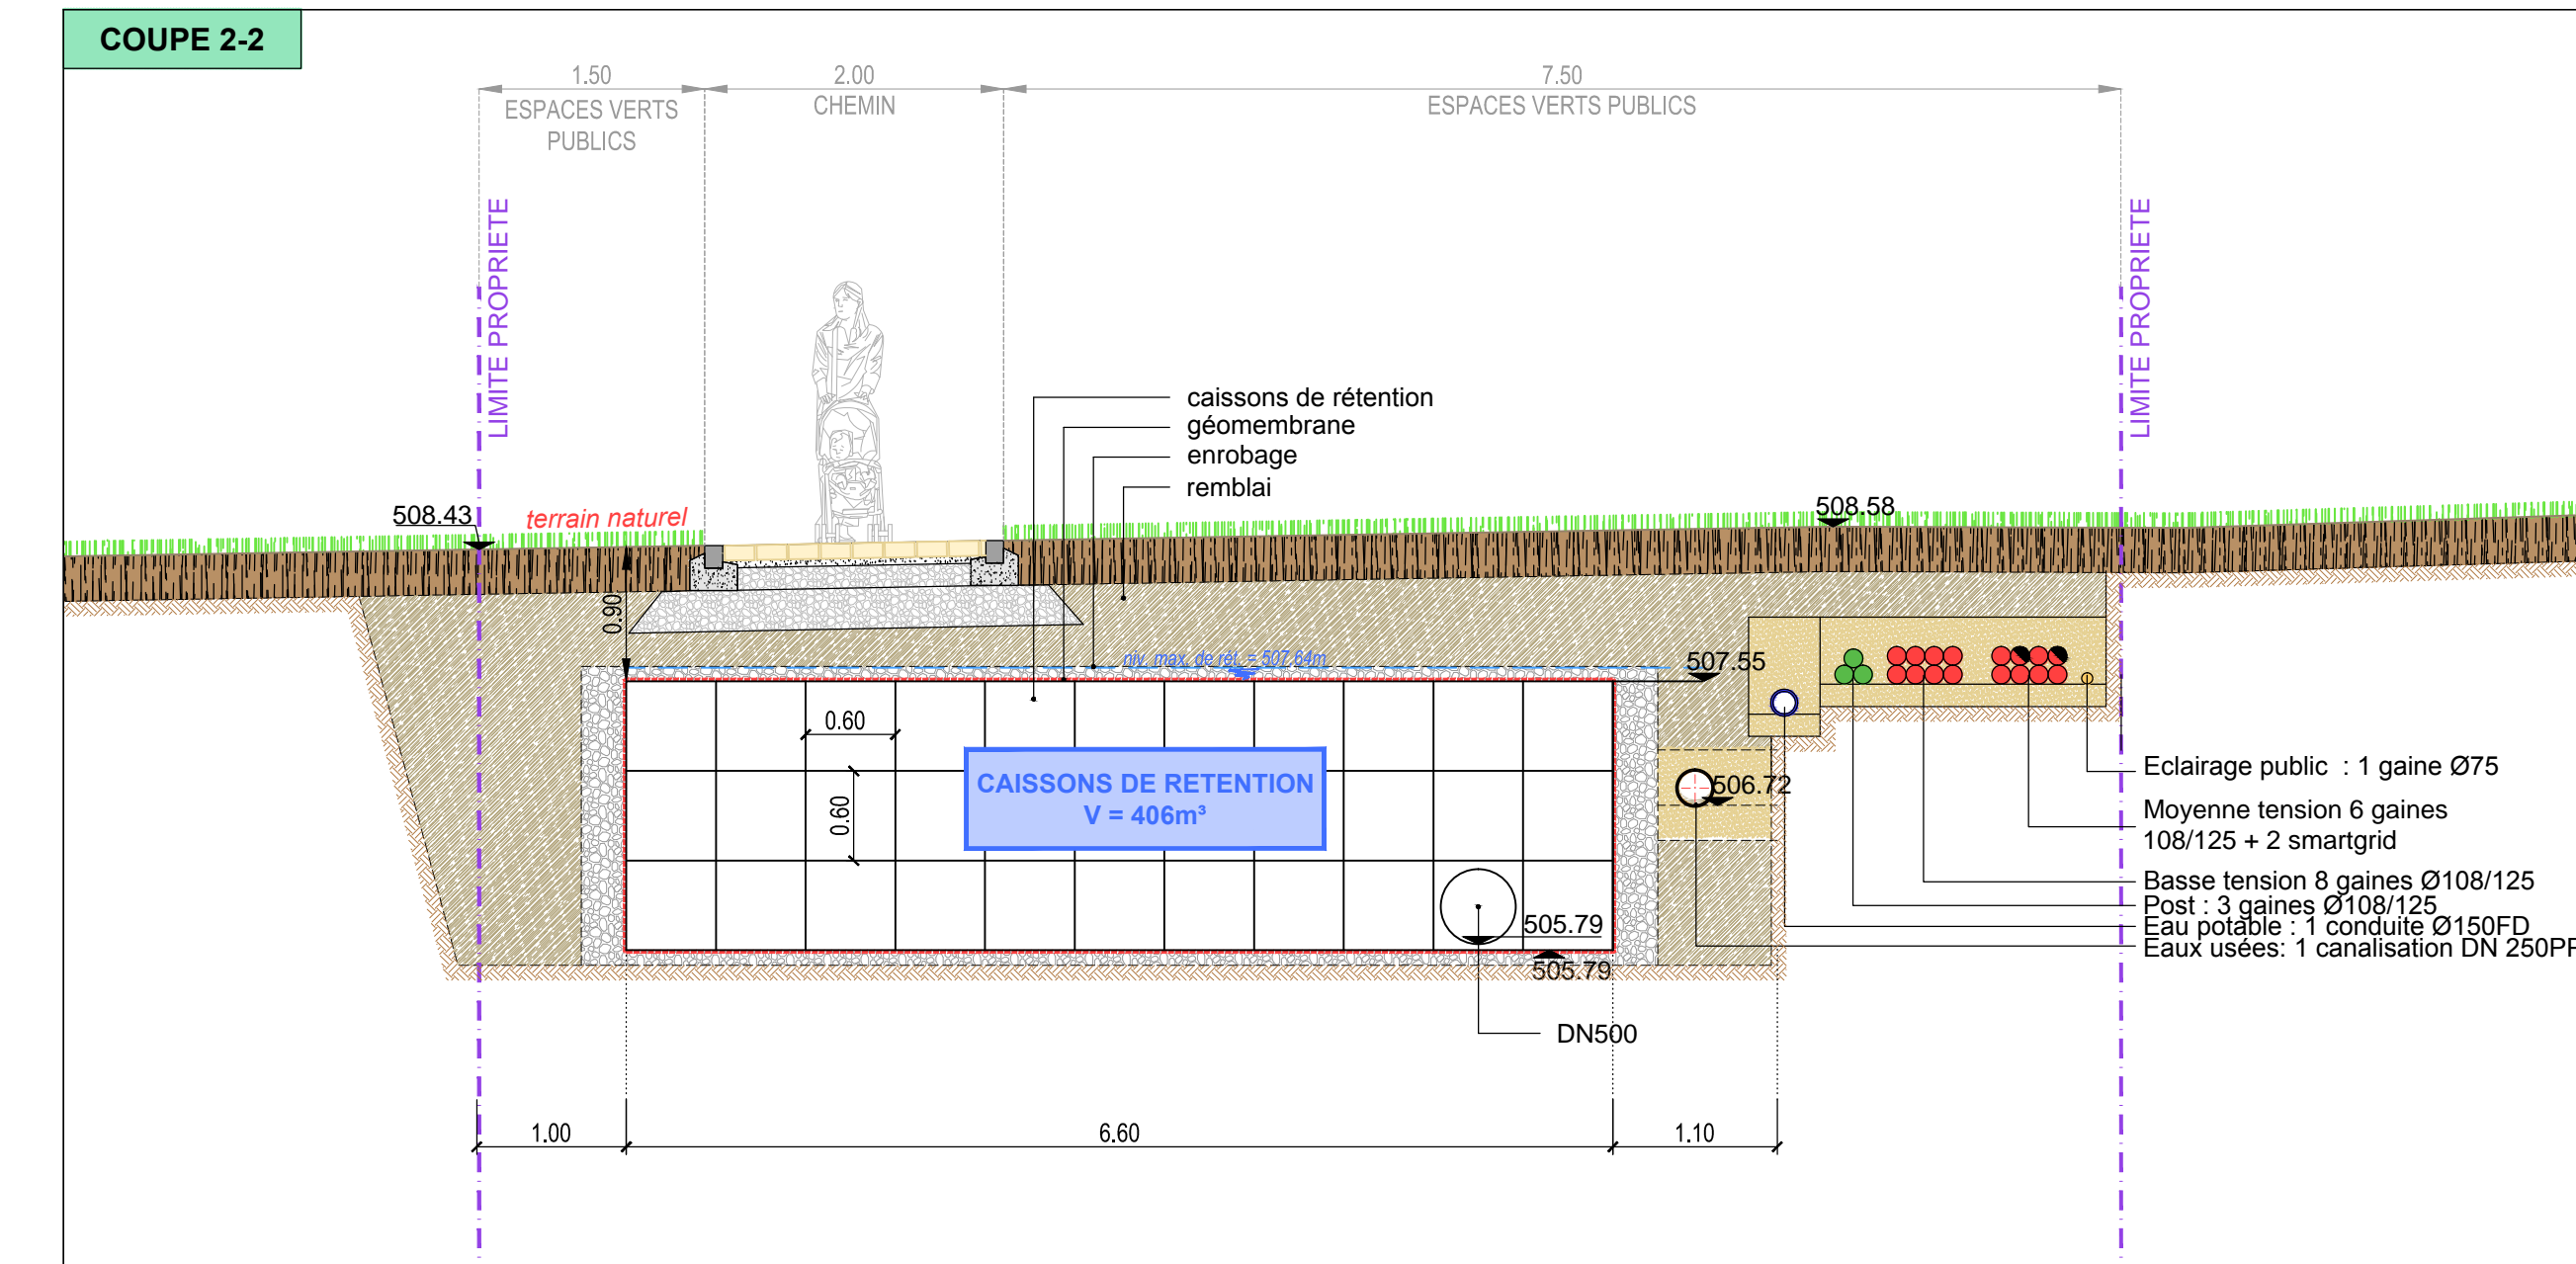 COUPE 2-2
1.50
2.00
7.50
ESPACES VERTS
PUBLICS
CHEMIN
ESPACES VERTS PUBLICS
LIMITE PROPRIETE
LIMITE PROPRIETE
caissons de rétention
géomembrane
enrobage
remblai
508.43
terrain naturel
508.58
0.90
niv. max. de rét. = 507.64m
507.55
0.60
0.60
CAISSONS DE RETENTION
V = 406m³
506.72
505.79
505.79
DN500
Eclairage public : 1 gaine Ø75
Moyenne tension 6 gaines
108/125 + 2 smartgrid
Basse tension 8 gaines Ø108/125
Post : 3 gaines Ø108/125
Eau potable : 1 conduite Ø150FD
Eaux usées: 1 canalisation DN 250PP
1.00
6.60
1.10